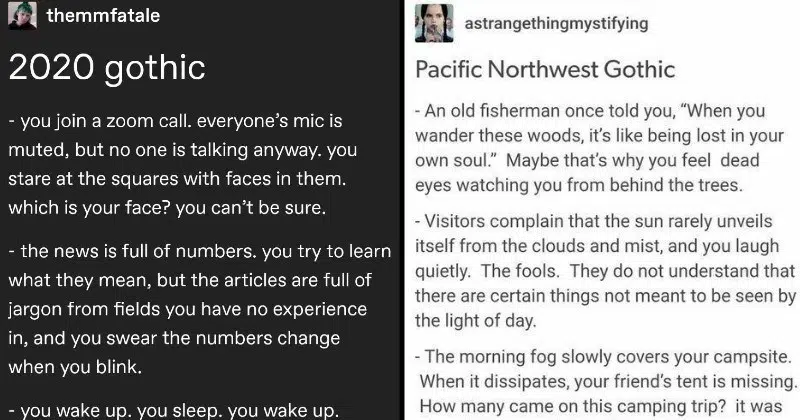 themmfatale
2020 gothic
- you join a zoom call. everyone’s mic is
muted, but no one is talking anyway. you
stare at the squares with faces in them.
which is your face? you can’t be sure.
- the news is full of numbers. you try to learn
what they mean, but the articles are full of
jargon from fields you have no experience
in, and you swear the numbers change
when you blink.
- you wake up. you sleep. you wake up.
astrangethingmystifying
Pacific Northwest Gothic
- An old fisherman once told you, “When you
wander these woods, it’s like being lost in your
own soul.” Maybe that’s why you feel dead
eyes watching you from behind the trees.
- Visitors complain that the sun rarely unveils
itself from the clouds and mist, and you laugh
quietly. The fools. They do not understand that
there are certain things not meant to be seen by
the light of day.
- The morning fog slowly covers your campsite.
When it dissipates, your friend’s tent is missing.
How many came on this camping trip? it was